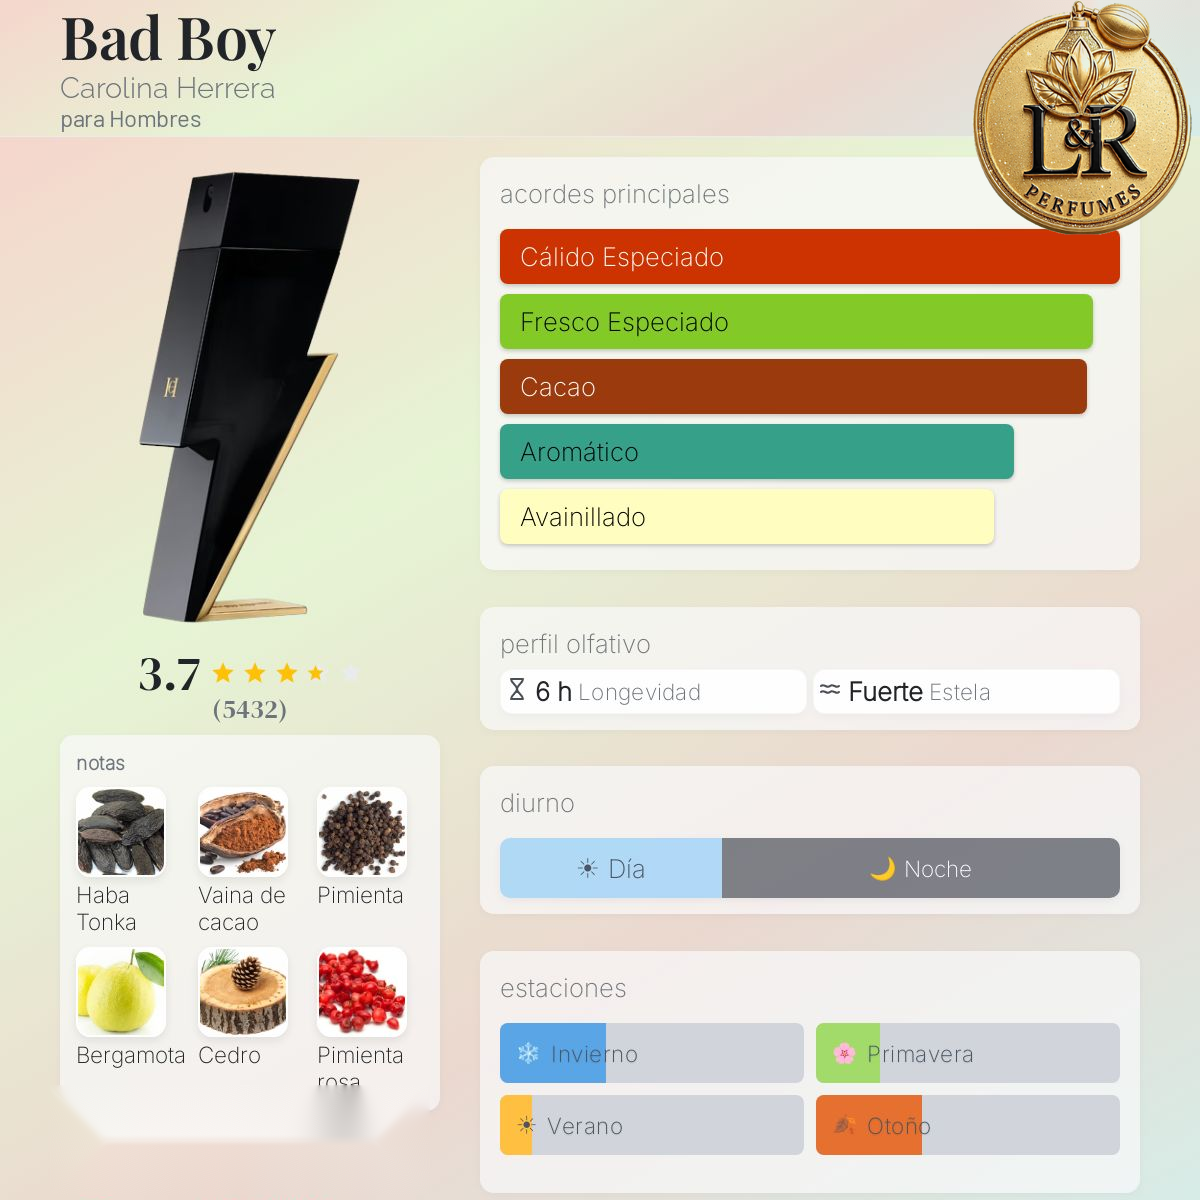 Bad Boy
Carolina Herrera
para Hombres
L&R
PERFUMES
acordes principales
Cálido Especiado
Fresco Especiado
Cacao
Aromático
Avainillado
3.7
(5432)
perfil olfativo
6 h Longevidad
Fuerte Estela
notas
Haba
Tonka
Vaina de
cacao
Pimienta
Bergamota
Cedro
Pimienta
rosa
diurno
Día
Noche
estaciones
Invierno
Primavera
Verano
Otoño